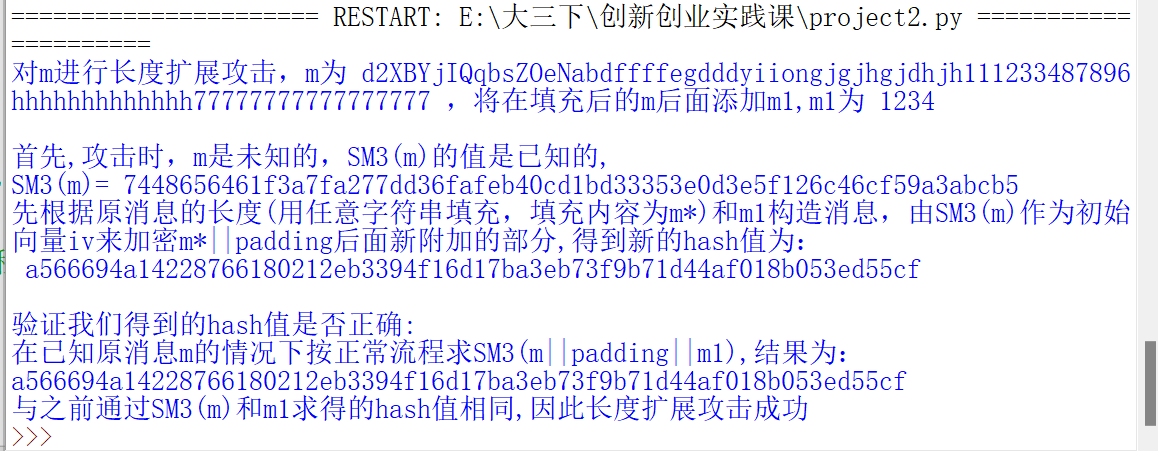 ====================== RESTART: E:\大三下\创新创业实践课\project2.py ===========
==========
对m进行长度扩展攻击，m为 d2XBYjIQqbsZOeNabdffffegdddyiiongjgjhgjdhjh111233487896
hhhhhhhhhhhhh77777777777777777 ，将在填充后的m后面添加m1,m1为 1234
首先,攻击时，m是未知的，SM3(m)的值是已知的,
SM3(m)= 7448656461f3a7fa277dd36fafeb40cd1bd33353e0d3e5f126c46cf59a3abcb5
先根据原消息的长度(用任意字符串填充，填充内容为m*)和m1构造消息，由SM3(m)作为初始
向量iv来加密m*||padding后面新附加的部分,得到新的hash值为：
a566694a14228766180212eb3394f16d17ba3eb73f9b71d44af018b053ed55cf
验证我们得到的hash值是否正确:
在已知原消息m的情况下按正常流程求SM3(m||padding||m1),结果为：
a566694a14228766180212eb3394f16d17ba3eb73f9b71d44af018b053ed55cf
与之前通过SM3(m)和m1求得的hash值相同,因此长度扩展攻击成功
>>>